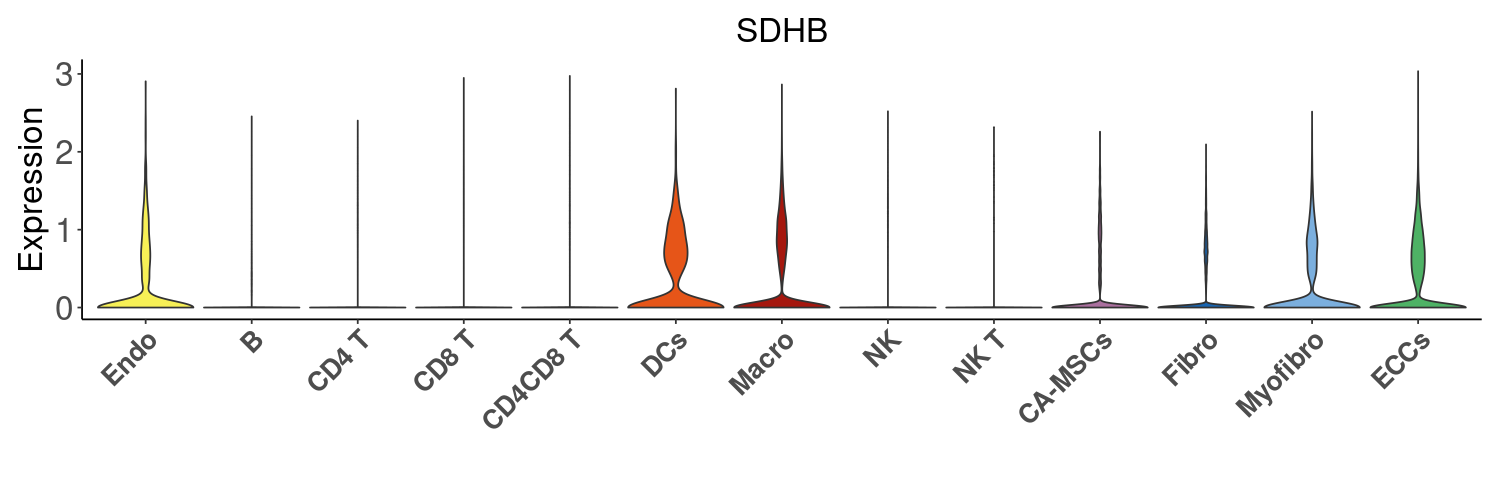 SDHB
Expression
3
2
1
0
Endo
B
CD4 T
CD8 T
CD4CD8 T
DCs
Macro
NK
NK T
CA-MSCs
Fibro
Myofibro
ECCs